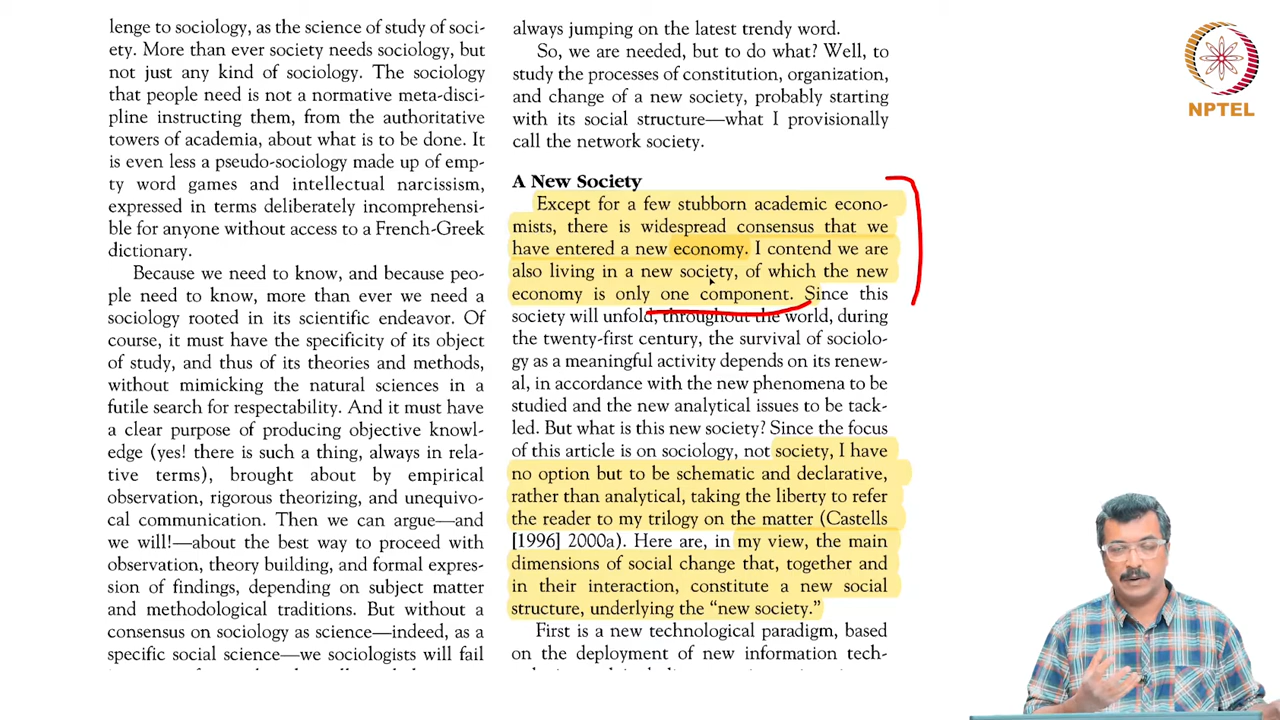 lenge to sociology, as the science of study of soci-
ety. More than ever society needs sociology, but
not just any kind of sociology. The sociology
that people need is not a normative meta-disci-
pline instructing them, from the authoritative
towers of academia, about what is to be done. It
is even less a pseudo-sociology made up of emp-
ty word games and intellectual narcissism,
expressed in terms deliberately incomprehensi-
ble for anyone without access to a French-Greek
dictionary.
Because we need to know, and because peo-
ple need to know, more than ever we need a
sociology rooted in its scientific endeavor. Of
course, it must have the specificity of its object
of study, and thus of its theories and methods,
without mimicking the natural sciences in a
futile search for respectability. And it must have
a clear purpose of producing objective knowl-
edge (yes! there is such a thing, always in rela-
tive terms), brought about by empirical
observation, rigorous theorizing, and unequivo-
cal communication. Then we can argue—and
we will!—about the best way to proceed with
observation, theory building, and formal expres-
sion of findings, depending on subject matter
and methodological traditions. But without a
consensus on sociology as science—indeed, as a
specific social science—we sociologists will fail
always jumping on the latest trendy word.
So, we are needed, but to do what? Well, to
study the processes of constitution, organization,
and change of a new society, probably starting
with its social structure—what I provisionally
call the network society.
A New Society
Except for a few stubborn academic econo-
mists, there is widespread consensus that we
have entered a new economy. I contend we are
also living in a new society, of which the new
economy is only one component. Since this
society will unfold, throughout the world, during
the twenty-first century, the survival of sociolo-
gy as a meaningful activity depends on its renew-
al, in accordance with the new phenomena to be
studied and the new analytical issues to be tack-
led. But what is this new society? Since the focus
of this article is on sociology, not society, I have
no option but to be schematic and declarative,
rather than analytical, taking the liberty to refer
the reader to my trilogy on the matter (Castells
[1996] 2000a). Here are, in my view, the main
dimensions of social change that, together and
in their interaction, constitute a new social
structure, underlying the “new society.”
First is a new technological paradigm, based
on the deployment of new information tech-
NPTEL